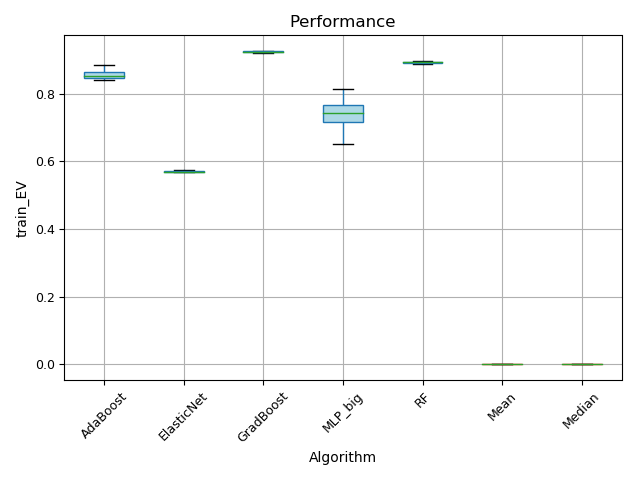 Performance
train_EV
0.8
0.6
0.4
0.2
0.0
AdaBoost
ElasticNet
GradBoost
MLP_big
RF
Mean
Median
Algorithm